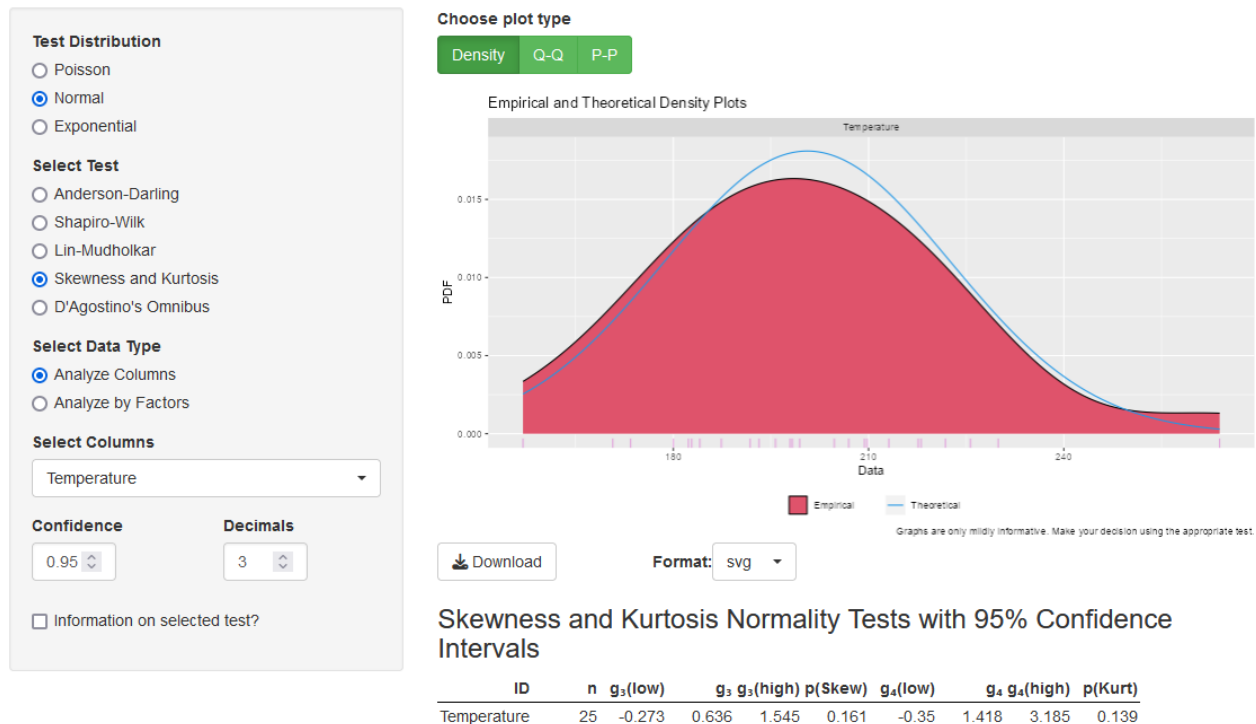 Test Distribution
Poisson
Normal
Exponential
Select Test
Anderson-Darling
Shapiro-Wilk
Lin-Mudholkar
Skewness and Kurtosis
D'Agostino's Omnibus
Select Data Type
Analyze Columns
Analyze by Factors
Select Columns
Temperature
Confidence Decimals
0.95 3
Information on selected test?
Choose plot type
Density Q-Q P-P
Empirical and Theoretical Density Plots
Temperature
0.015
0.010
0.005
0.000
PDF
180 210 240
Data
Empirical Theoretical
Graphs are only mildly informative. Make your decision using the appropriate test.
Download Format: svg
Skewness and Kurtosis Normality Tests with 95% Confidence
Intervals
ID n g₃(low) g₃ g₃(high) p(Skew) g₄(low) g₄ g₄(high) p(Kurt)
Temperature 25 -0.273 0.636 1.545 0.161 -0.35 1.418 3.185 0.139